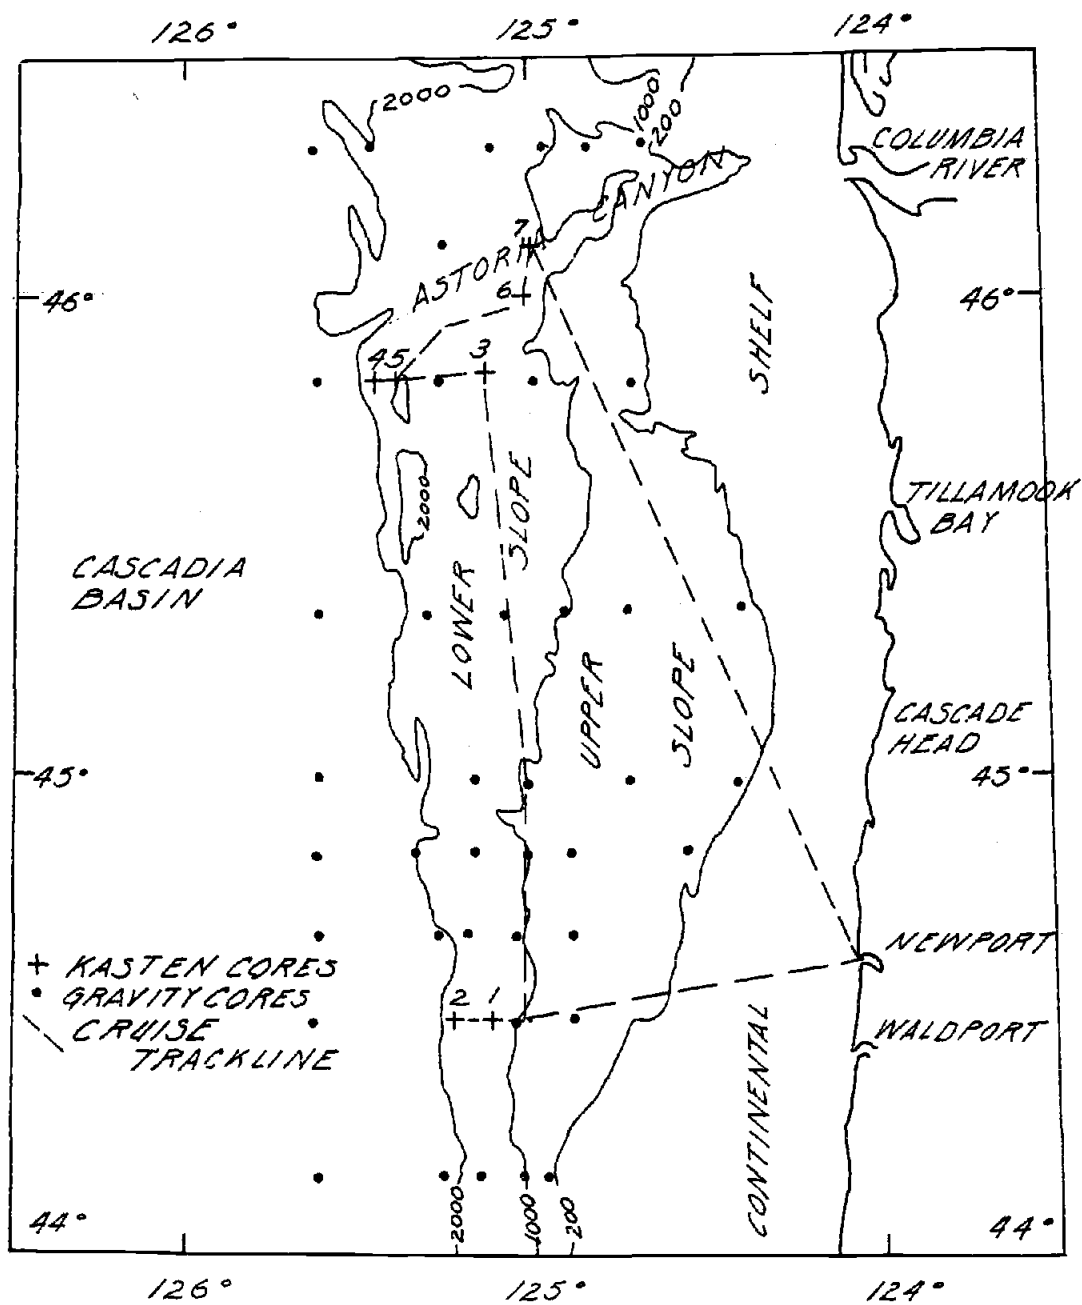 126° 125° 124°
2000
1000
200
COLUMBIA
RIVER
ASTORIA CANYON
7
46° 46°
6
SHELF
4 5 3
2000
SLOPE
TILLAMOOK
BAY
CASCADIA
BASIN
LOWER
UPPER
SLOPE
CASCADE
HEAD
45° 45°
NEWPORT
+ KASTEN CORES
• GRAVITY CORES
CRUISE
TRACKLINE
2 1
WALDPORT
CONTINENTAL
2000
1000
200
44° 44°
126° 125° 124°